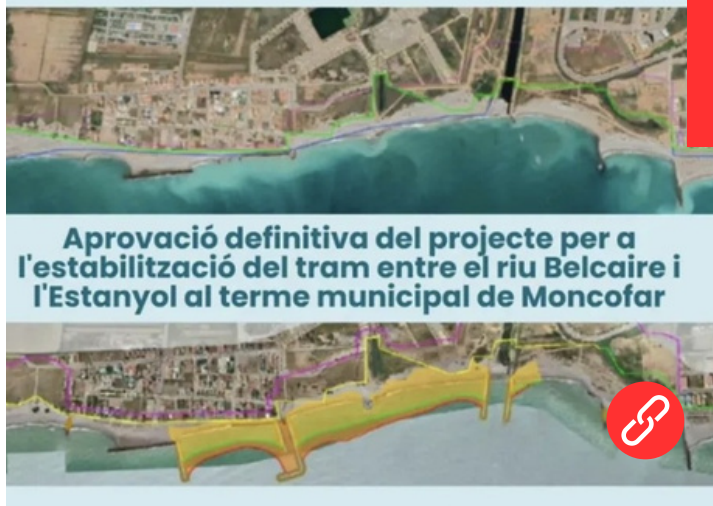 Aprovació definitiva del projecte per a
l'estabilització del tram entre el riu Belcaire i
l'Estanyol al terme municipal de Moncofar